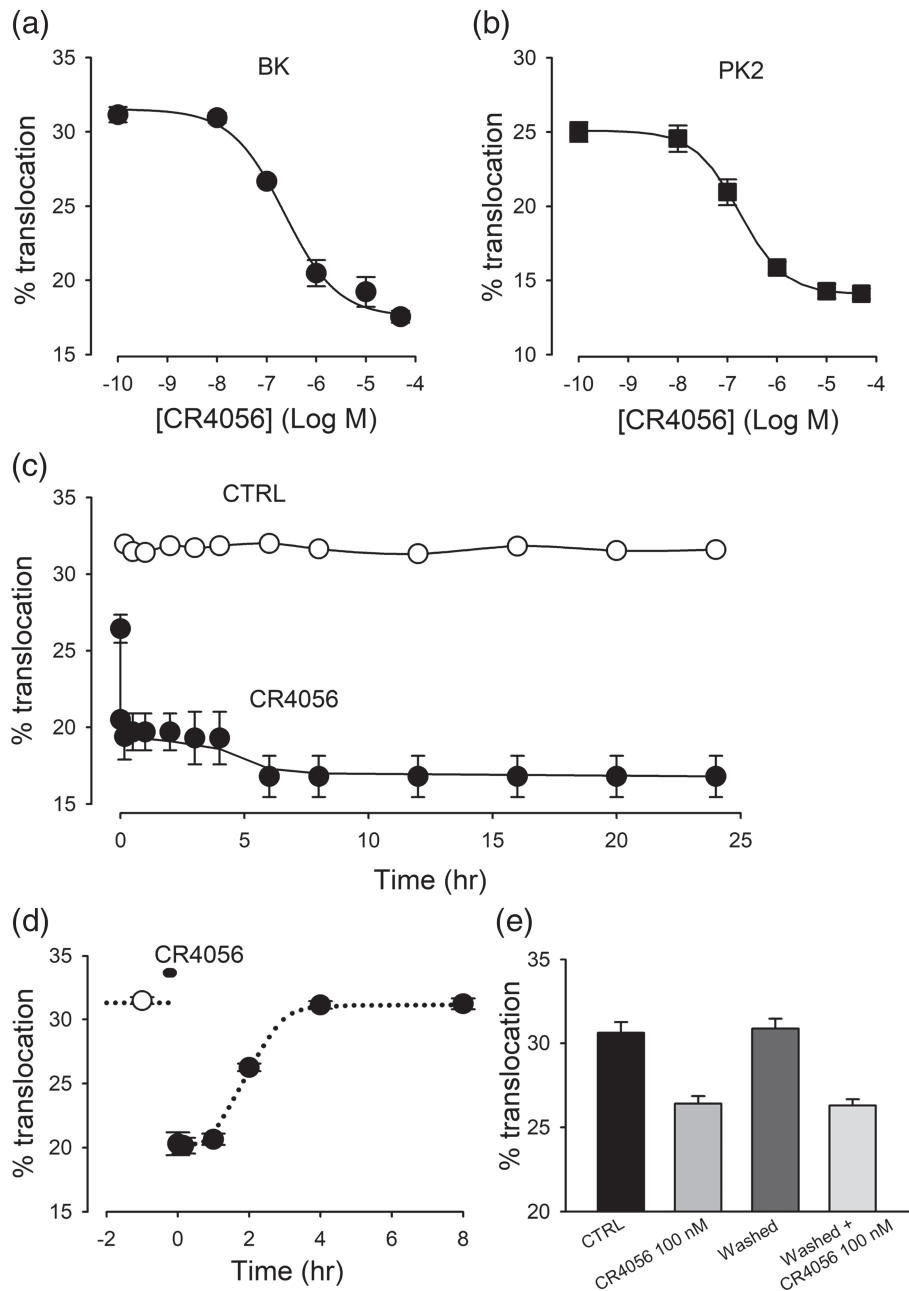 (a)
BK
35
30
25
20
15
% translocation
-10 -9 -8 -7 -6 -5 -4
[CR4056] (Log M)
(b)
PK2
30
25
20
15
10
% translocation
-10 -9 -8 -7 -6 -5 -4
[CR4056] (Log M)
(c)
CTRL
35
30
25
20
15
% translocation
CR4056
0 5 10 15 20 25
Time (hr)
(d)
CR4056
35
30
25
20
15
% translocation
-2 0 2 4 6 8
Time (hr)
(e)
35
30
25
20
% translocation
CTRL
CR4056 100 nM
Washed
Washed +
CR4056 100 nM